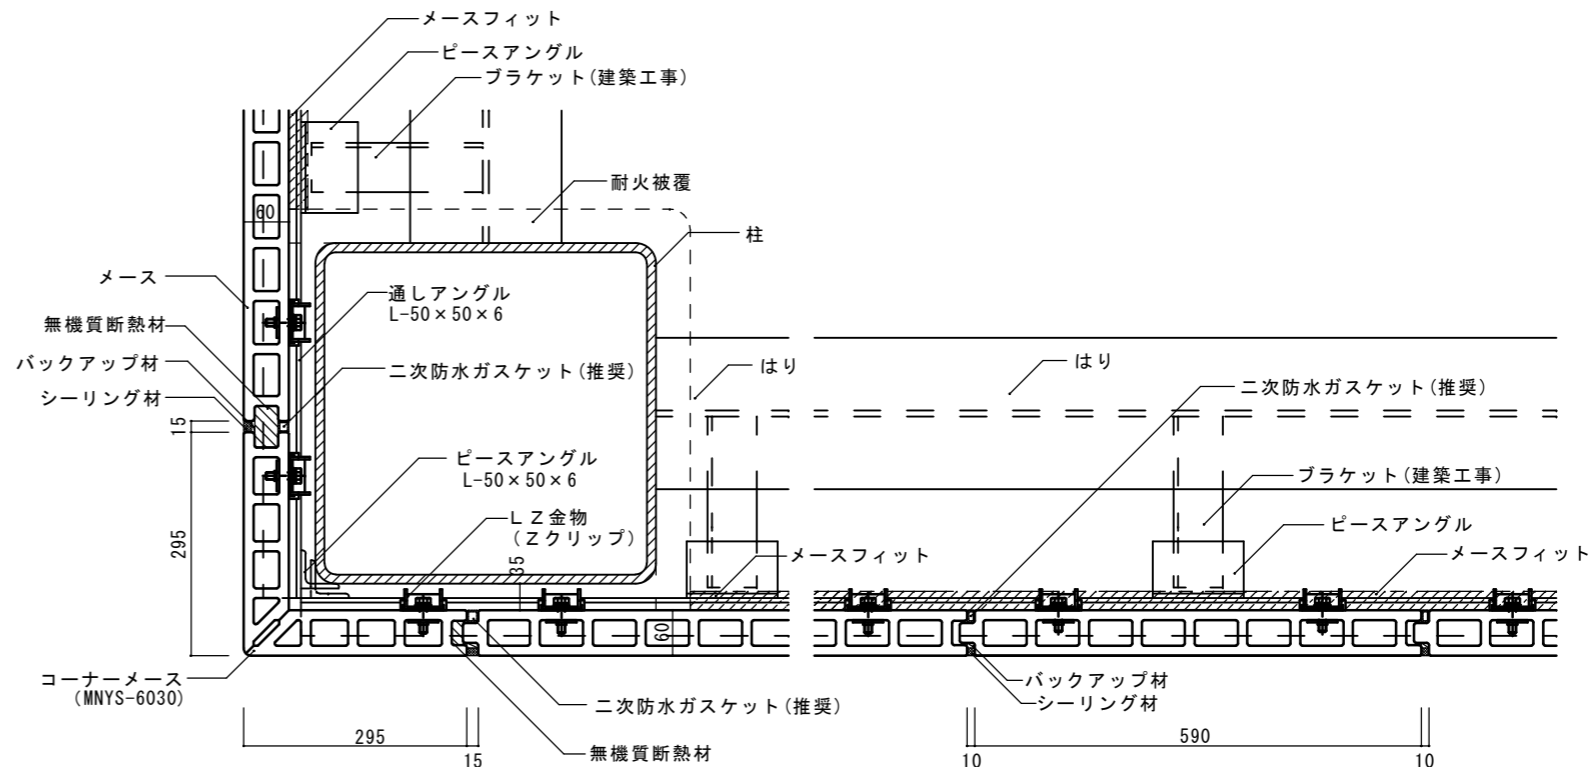 メースフィット
ピースアングル
ブラケット(建築工事)
耐火被覆
60
柱
メース
通しアングル
L-50×50×6
無機質断熱材
バックアップ材
二次防水ガスケット(推奨)
シーリング材
はり
はり
二次防水ガスケット(推奨)
15
ピースアングル
L-50×50×6
ブラケット(建築工事)
295
LZ金物
(Zクリップ)
ピースアングル
35
メースフィット
メースフィット
60
コーナーメース
(MNYS-6030)
バックアップ材
シーリング材
二次防水ガスケット(推奨)
295
590
無機質断熱材
15
10
10